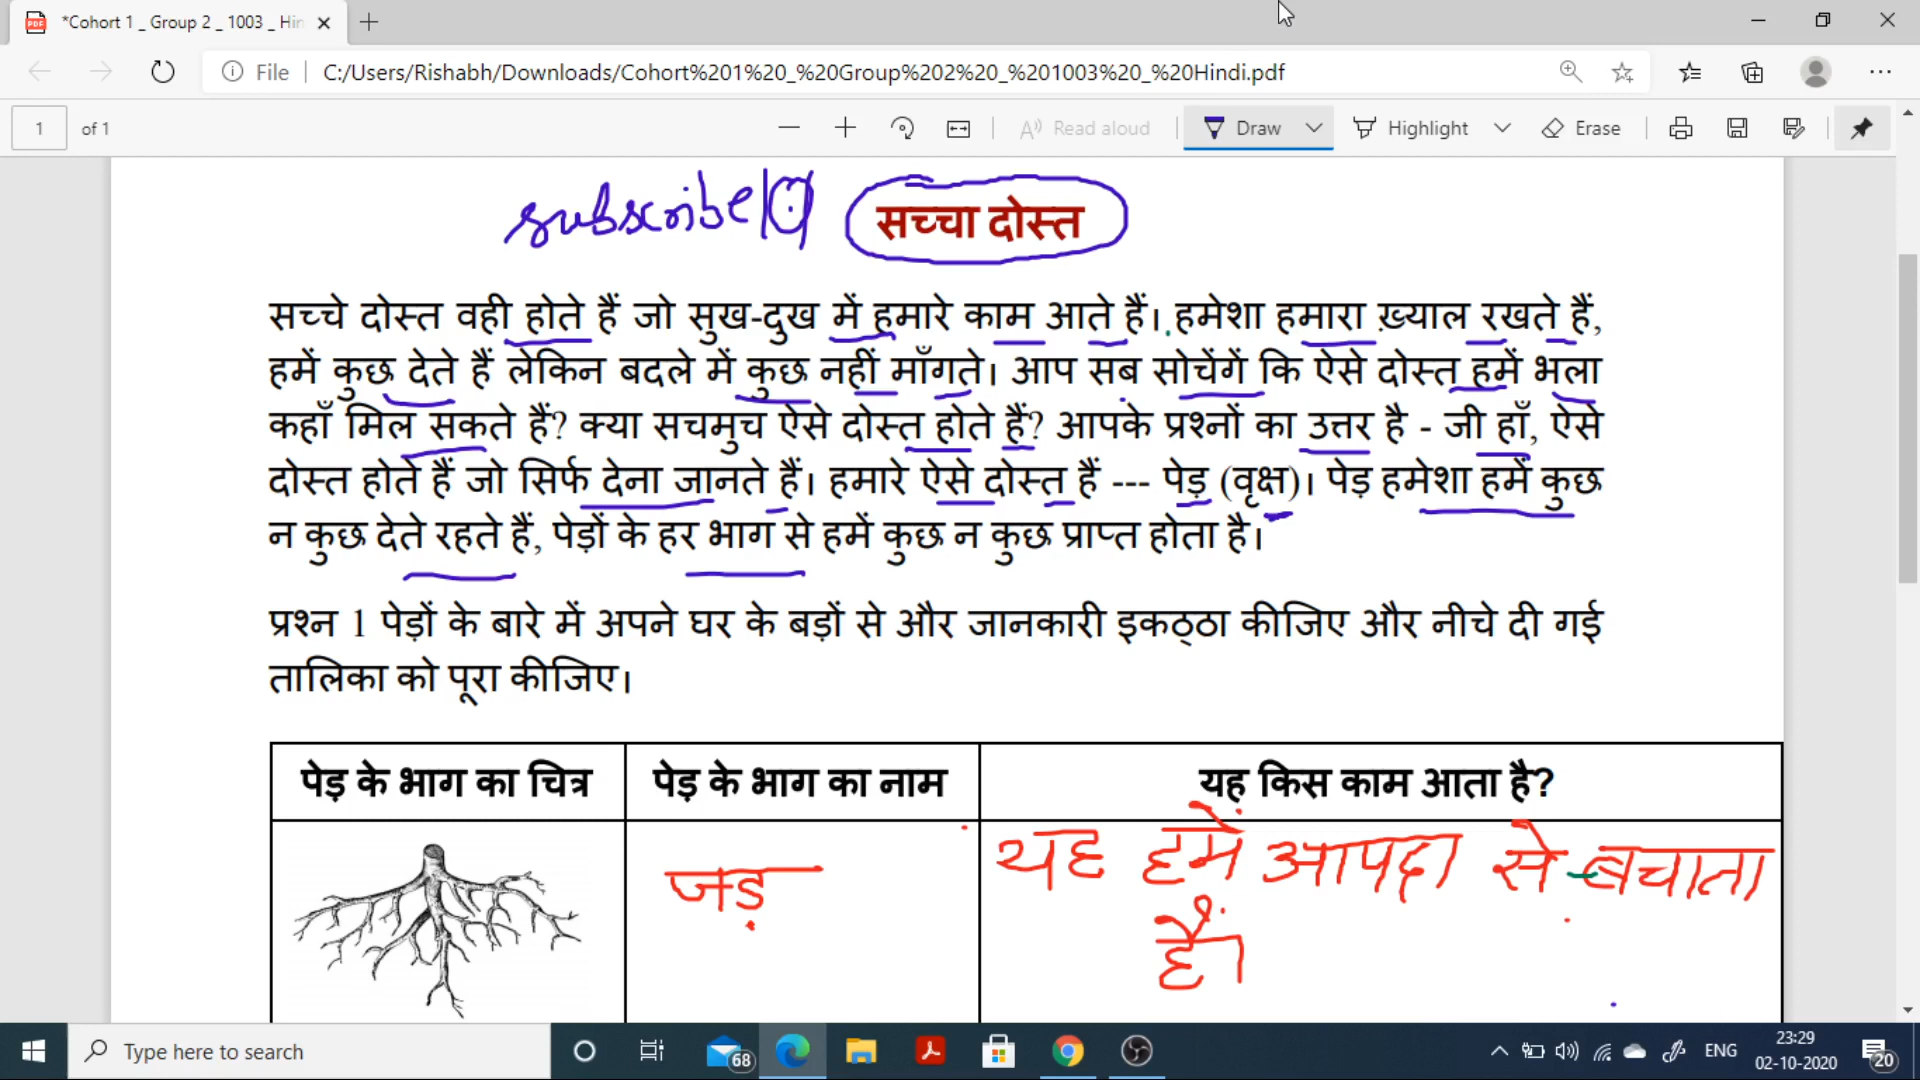 *Cohort 1 _ Group 2 _ 1003 _ Hin
File
C:/Users/Rishabh/Downloads/Cohort%201%20_%20Group%202%20_%201003%20_%20Hindi.pdf
1 of 1
Read aloud
Draw
Highlight
Erase
subscribe
सच्चा दोस्त
सच्चे दोस्त वही होते हैं जो सुख-दुख में हमारे काम आते हैं। हमेशा हमारा ख़्याल रखते हैं,
हमें कुछ देते हैं लेकिन बदले में कुछ नहीं माँगते। आप सब सोचेंगें कि ऐसे दोस्त हमें भला
कहाँ मिल सकते हैं? क्या सचमुच ऐसे दोस्त होते हैं? आपके प्रश्नों का उत्तर है - जी हाँ, ऐसे
दोस्त होते हैं जो सिर्फ देना जानते हैं। हमारे ऐसे दोस्त हैं --- पेड़ (वृक्ष)। पेड़ हमेशा हमें कुछ
न कुछ देते रहते हैं, पेड़ों के हर भाग से हमें कुछ न कुछ प्राप्त होता है।
प्रश्न 1 पेड़ों के बारे में अपने घर के बड़ों से और जानकारी इकठ्ठा कीजिए और नीचे दी गई
तालिका को पूरा कीजिए।
पेड़ के भाग का चित्र
पेड़ के भाग का नाम
यह किस काम आता है?
जड़
यह हमें आपदा से बचाता
हैं।
Type here to search
68
ENG
23:29
02-10-2020
20